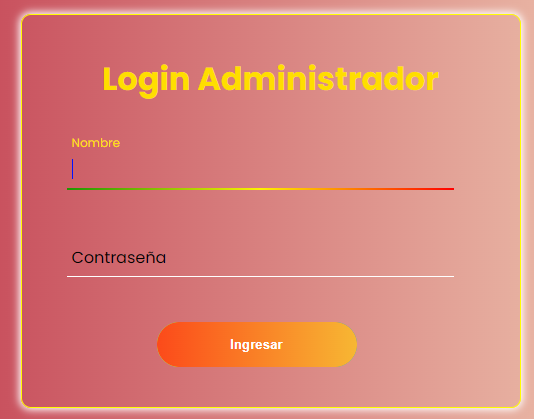 Login Administrador
Nombre
Contraseña
Ingresar